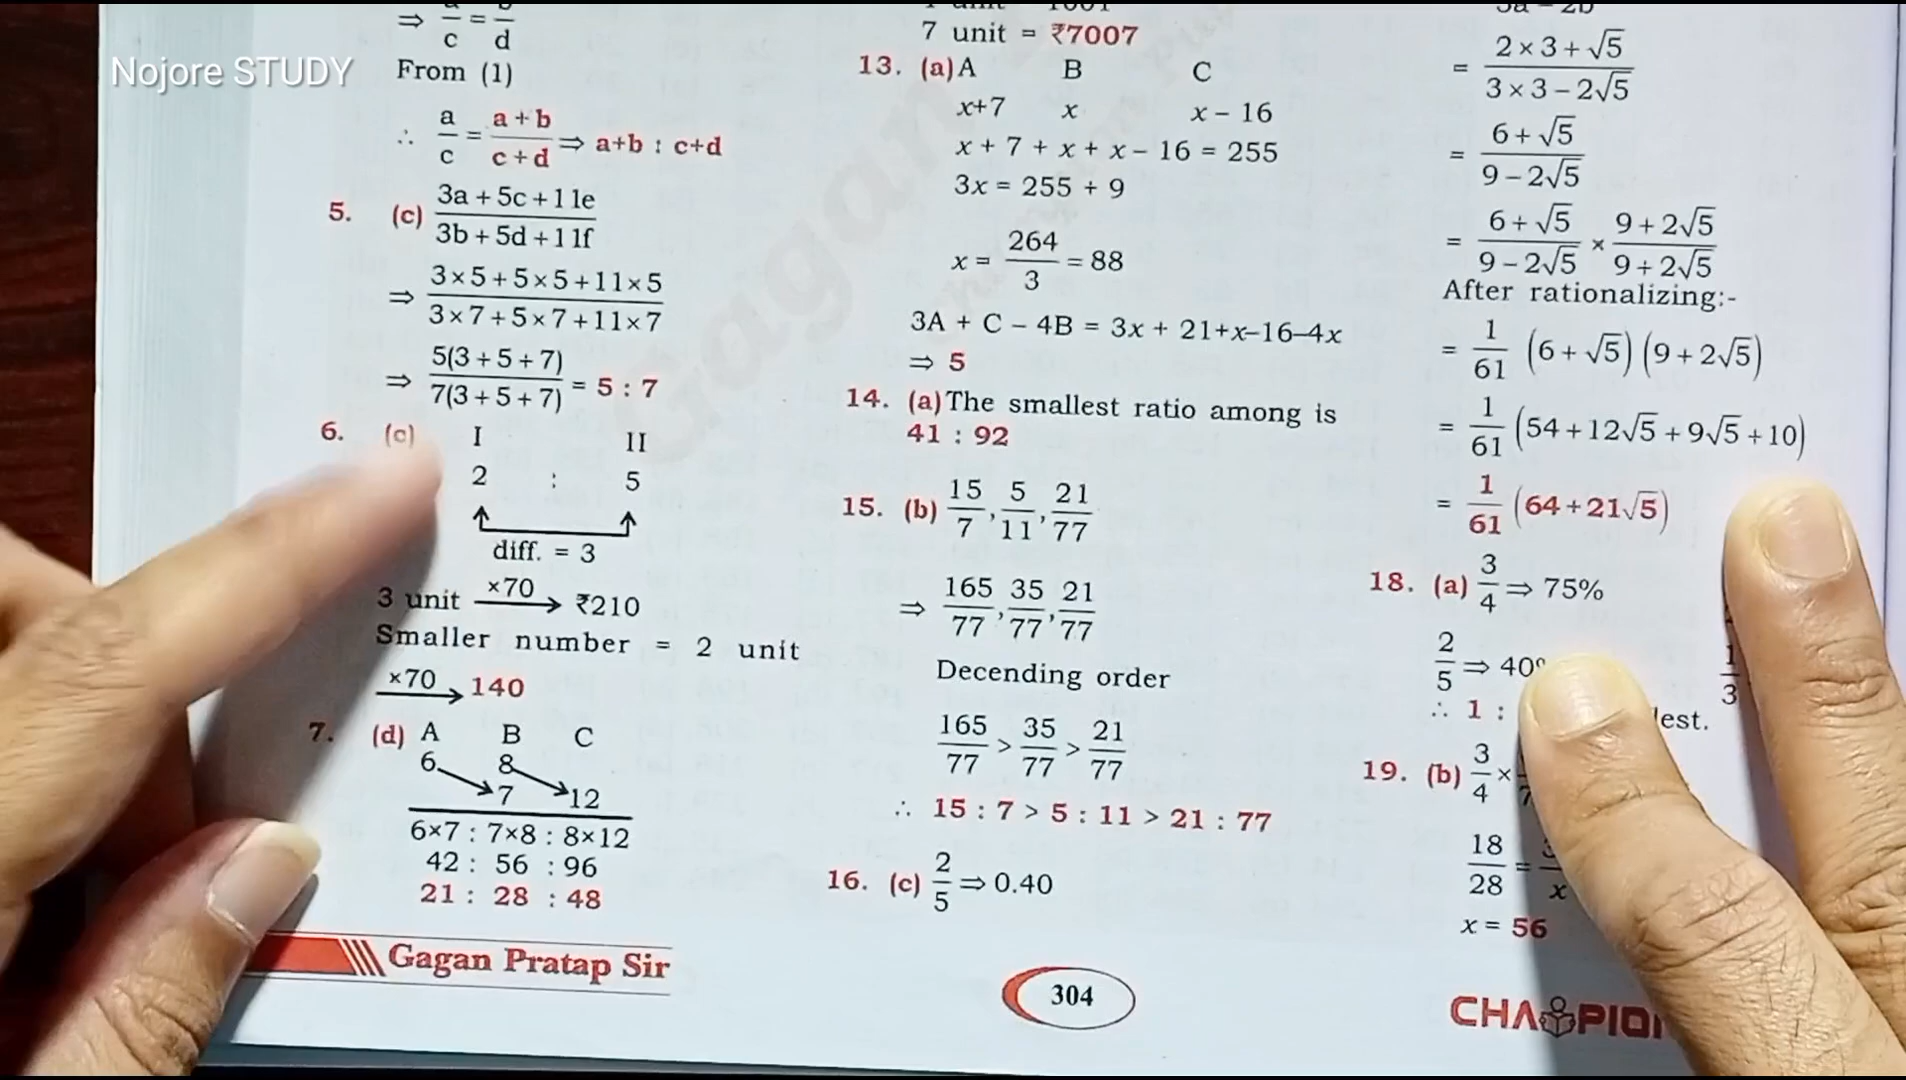 Nojore STUDY
⇒ a/c = b/d
From (1)
∴ a/c = (a + b)/(c + d) ⇒ a+b : c+d
5. (c) (3a + 5c + 11e)/(3b + 5d + 11f)
⇒ (3×5 + 5×5 + 11×5)/(3×7 + 5×7 + 11×7)
⇒ 5(3 + 5 + 7)/7(3 + 5 + 7) = 5 : 7
6. (c) I II
2 : 5
diff. = 3
3 unit ×70 → ₹210
Smaller number = 2 unit
×70 → 140
7. (d) A B C
6 8
7 12
6×7 : 7×8 : 8×12
42 : 56 : 96
21 : 28 : 48
7 unit = ₹7007
13. (a) A B C
x+7 x x – 16
x + 7 + x + x – 16 = 255
3x = 255 + 9
x = 264/3 = 88
3A + C – 4B = 3x + 21+x–16–4x
⇒ 5
14. (a) The smallest ratio among is
41 : 92
15. (b) 15/7, 5/11, 21/77
⇒ 165/77, 35/77, 21/77
Decending order
165/77 > 35/77 > 21/77
∴ 15 : 7 > 5 : 11 > 21 : 77
16. (c) 2/5 ⇒ 0.40
= (2 × 3 + √5)/(3 × 3 – 2√5)
= (6 + √5)/(9 – 2√5)
= (6 + √5)/(9 – 2√5) × (9 + 2√5)/(9 + 2√5)
After rationalizing:-
= 1/61 (6 + √5)(9 + 2√5)
= 1/61 (54 + 12√5 + 9√5 + 10)
= 1/61 (64 + 21√5)
18. (a) 3/4 ⇒ 75%
2/5 ⇒ 40
1/3
∴ 1 :
19. (b) 3/4 ×
18/28 =
x = 56
Gagan Pratap Sir
304